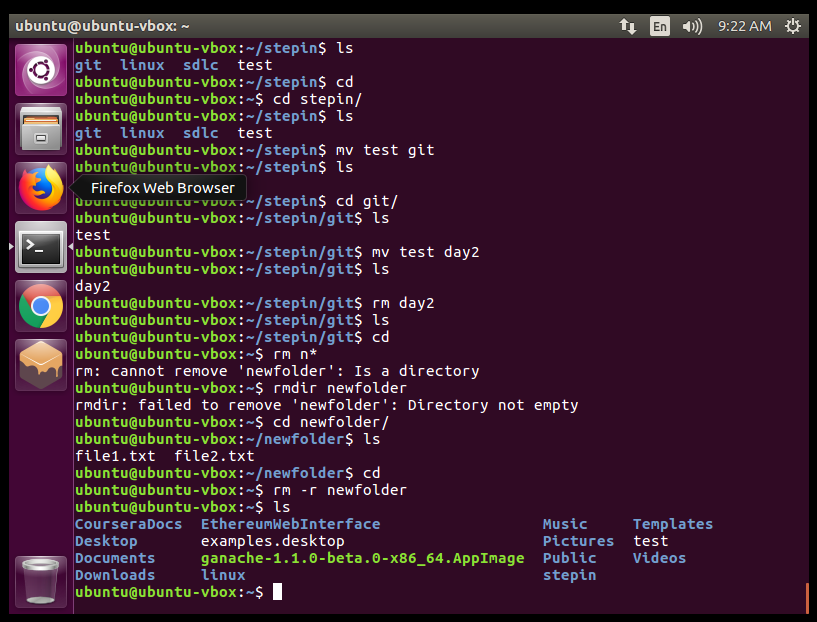 ubuntu@ubuntu-vbox: ~ En 9:22 AM
ubuntu@ubuntu-vbox:~/stepin$ ls
git linux sdlc test
ubuntu@ubuntu-vbox:~/stepin$ cd
ubuntu@ubuntu-vbox:~$ cd stepin/
ubuntu@ubuntu-vbox:~/stepin$ ls
git linux sdlc test
ubuntu@ubuntu-vbox:~/stepin$ mv test git
ubuntu@ubuntu-vbox:~/stepin$ ls
Firefox Web Browser
ubuntu@ubuntu-vbox:~/stepin$ cd git/
ubuntu@ubuntu-vbox:~/stepin/git$ ls
test
ubuntu@ubuntu-vbox:~/stepin/git$ mv test day2
ubuntu@ubuntu-vbox:~/stepin/git$ ls
day2
ubuntu@ubuntu-vbox:~/stepin/git$ rm day2
ubuntu@ubuntu-vbox:~/stepin/git$ ls
ubuntu@ubuntu-vbox:~/stepin/git$ cd
ubuntu@ubuntu-vbox:~$ rm n*
rm: cannot remove 'newfolder': Is a directory
ubuntu@ubuntu-vbox:~$ rmdir newfolder
rmdir: failed to remove 'newfolder': Directory not empty
ubuntu@ubuntu-vbox:~$ cd newfolder/
ubuntu@ubuntu-vbox:~/newfolder$ ls
file1.txt file2.txt
ubuntu@ubuntu-vbox:~/newfolder$ cd
ubuntu@ubuntu-vbox:~$ rm -r newfolder
ubuntu@ubuntu-vbox:~$ ls
CourseraDocs EthereumWebInterface Music Templates
Desktop examples.desktop Pictures test
Documents ganache-1.1.0-beta.0-x86_64.AppImage Public Videos
Downloads linux stepin
ubuntu@ubuntu-vbox:~$